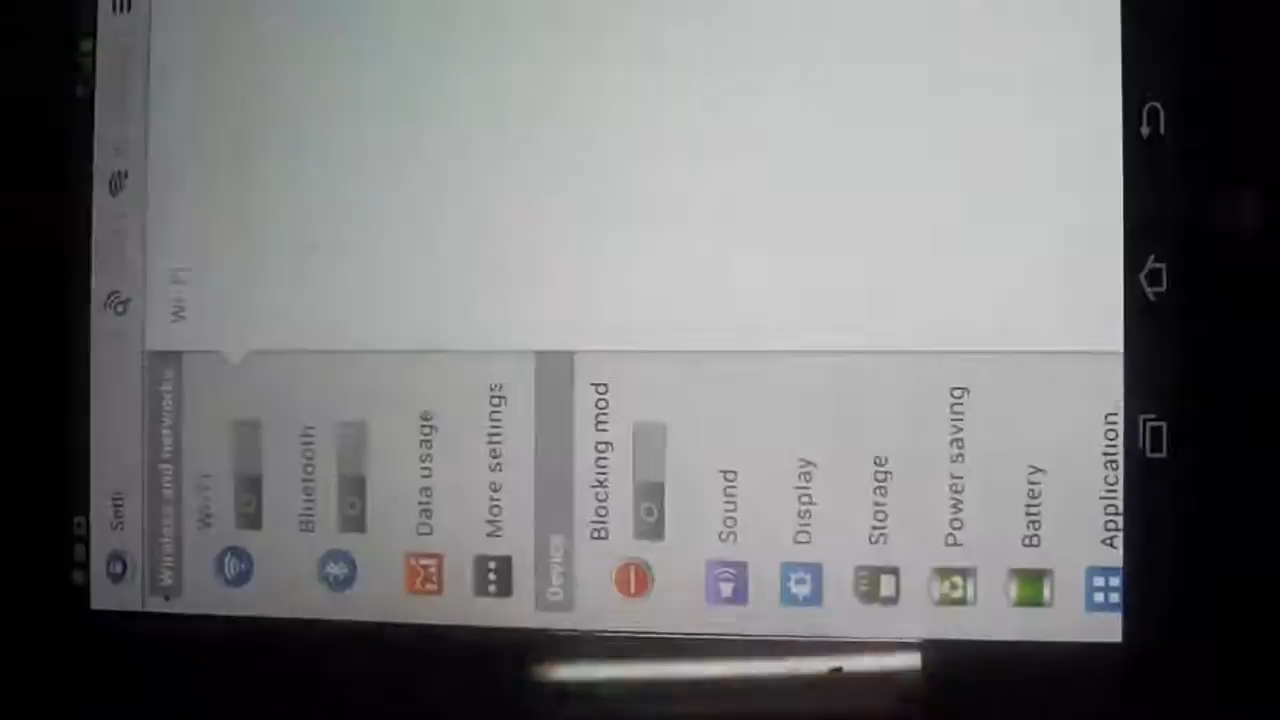 Setti
Wireless and networks
Wi-Fi
Wi-Fi
Bluetooth
Data usage
More settings
Device
Blocking mod
Sound
Display
Storage
Power saving
Battery
Application